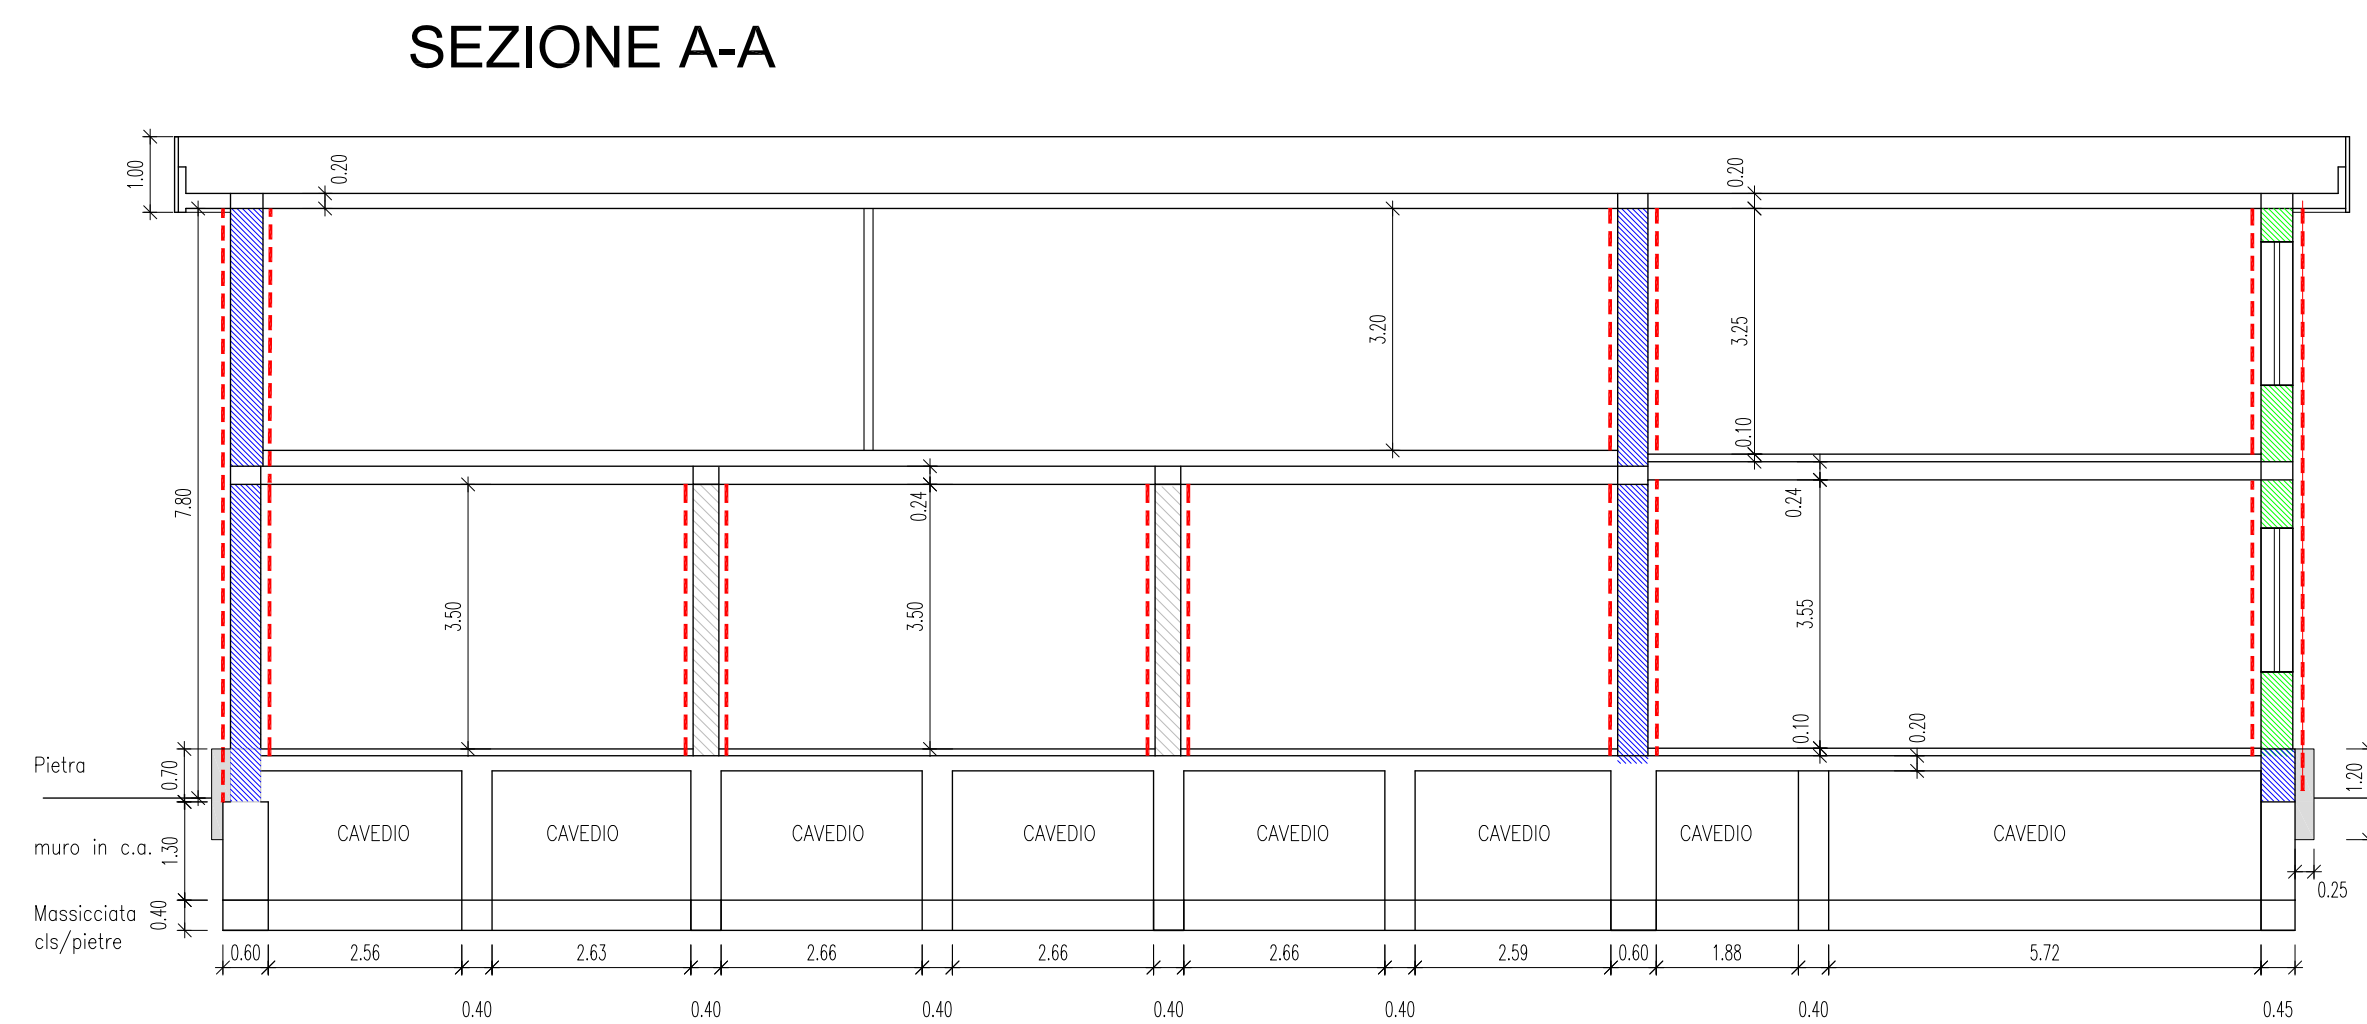 SEZIONE A-A
1.00
0.20
0.20
3.20
3.25
0.10
7.80
0.24
0.24
3.50
3.50
3.55
0.10
0.20
Pietra
0.70
1.20
CAVEDIO
CAVEDIO
CAVEDIO
CAVEDIO
CAVEDIO
CAVEDIO
CAVEDIO
CAVEDIO
muro in c.a.
1.30
0.25
Massicciata
cls/pietre
0.40
0.60
2.56
2.63
2.66
2.66
2.66
2.59
0.60
1.88
5.72
0.40
0.40
0.40
0.40
0.40
0.40
0.45